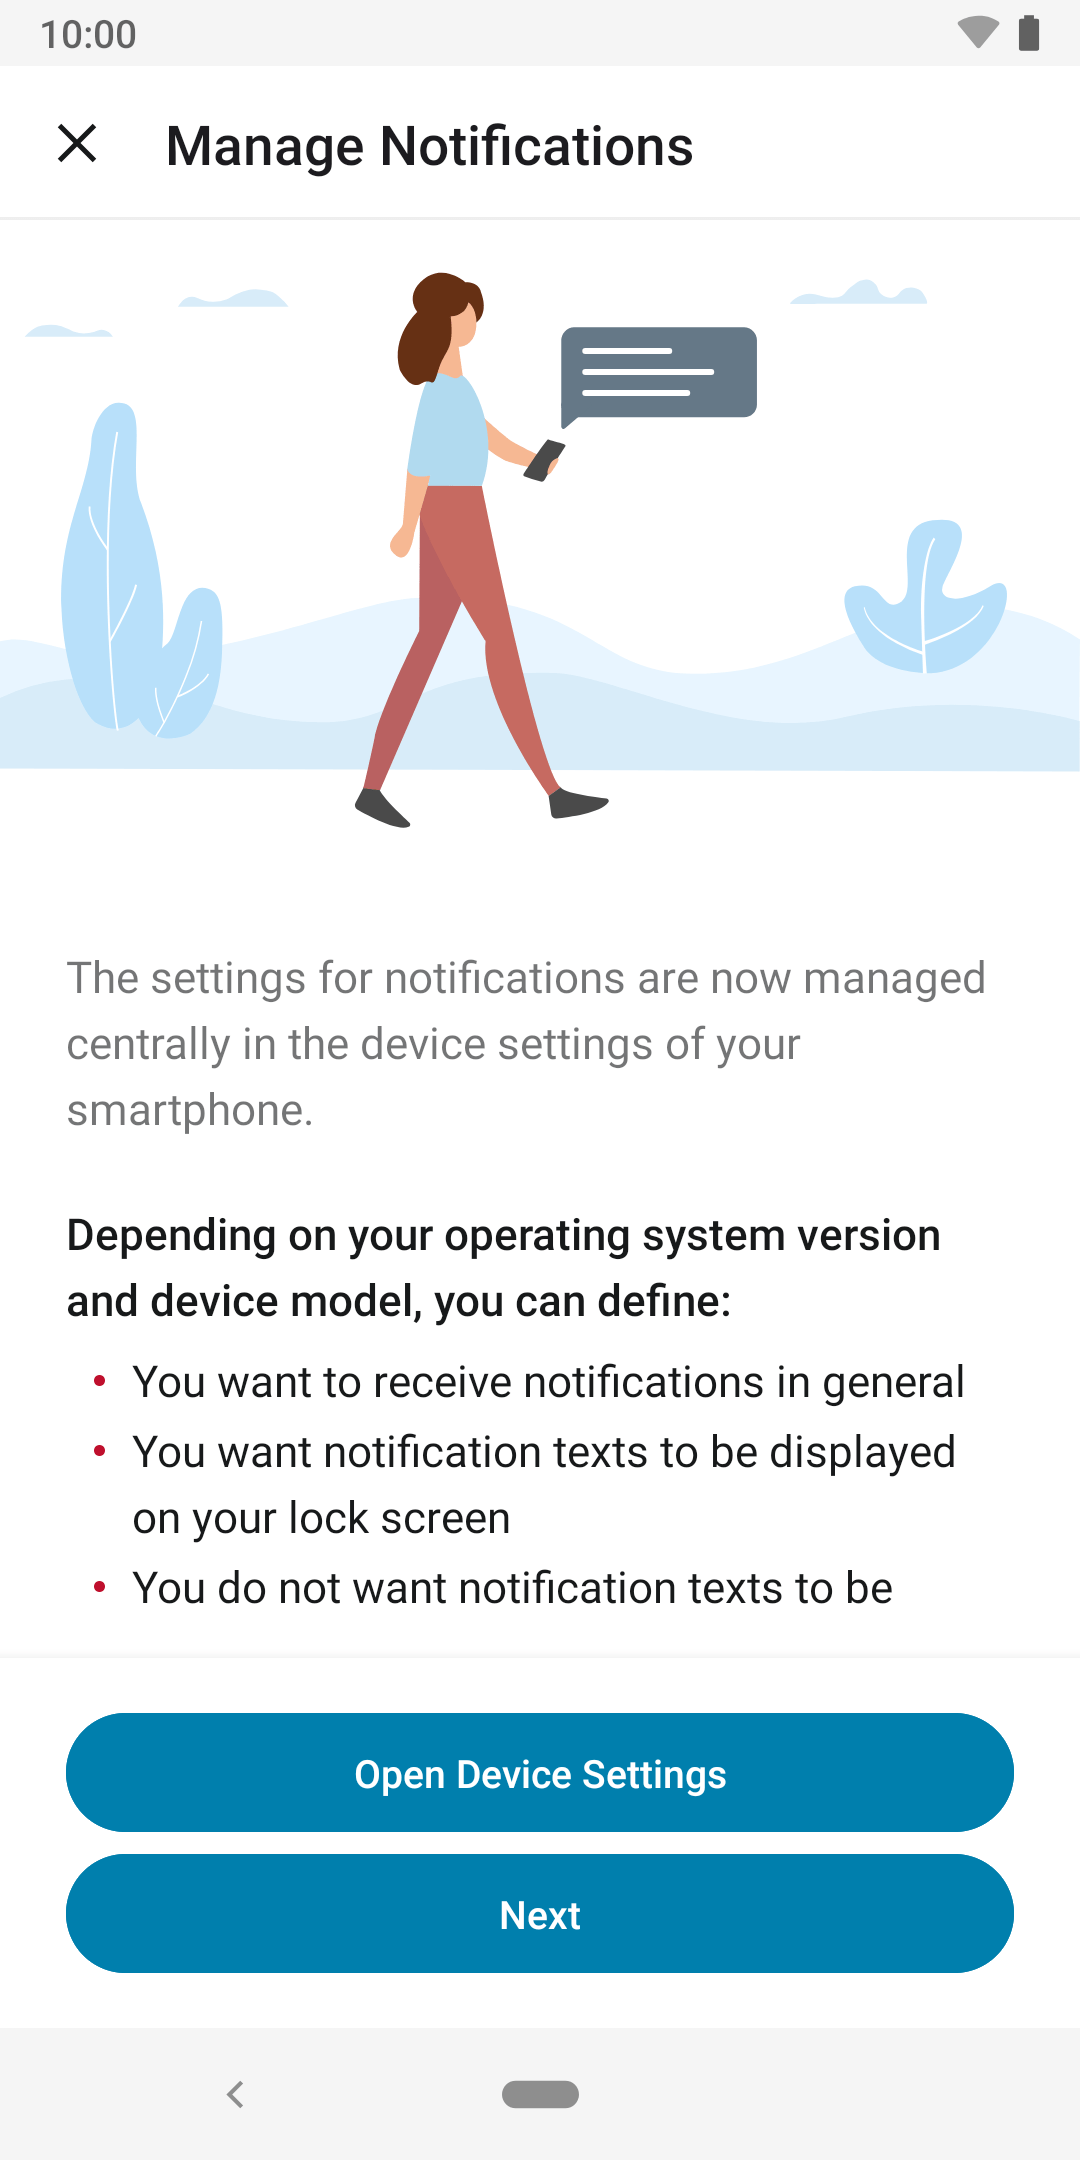 10:00
Manage Notifications
The settings for notifications are now managed
centrally in the device settings of your
smartphone.
Depending on your operating system version
and device model, you can define:
• You want to receive notifications in general
• You want notification texts to be displayed
on your lock screen
• You do not want notification texts to be
Open Device Settings
Next